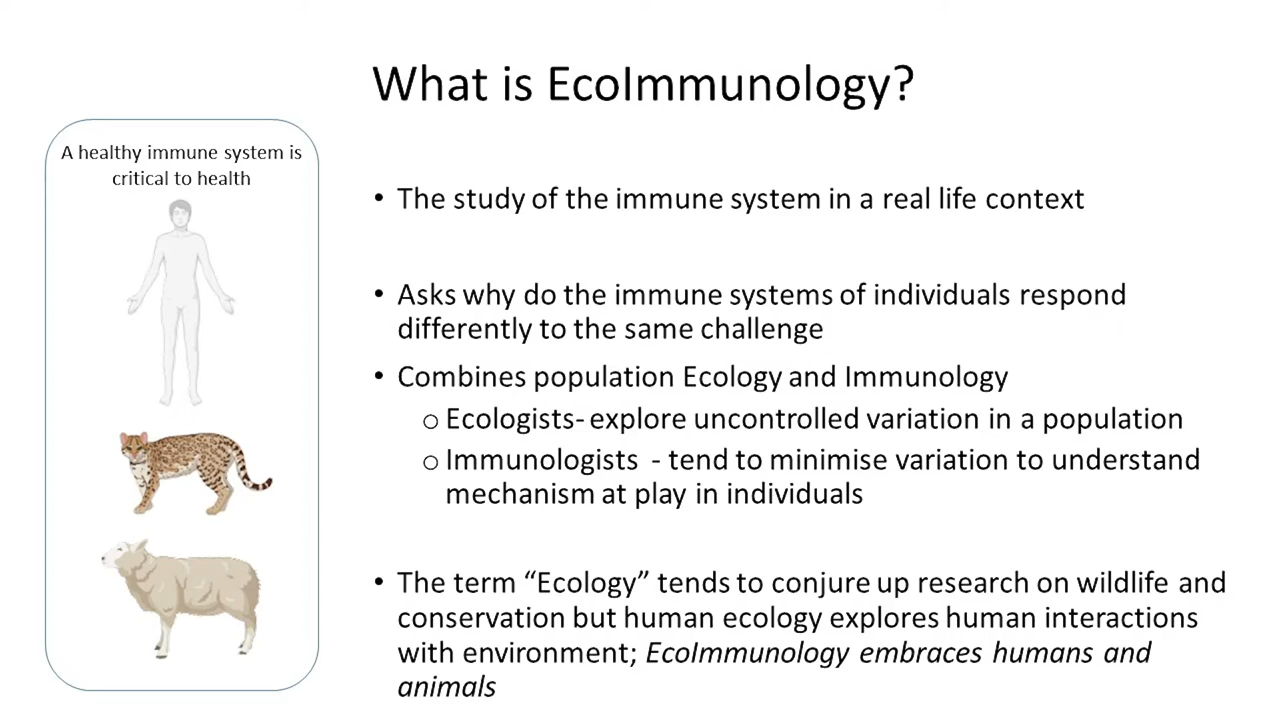 What is EcoImmunology?
A healthy immune system is
critical to health
• The study of the immune system in a real life context
• Asks why do the immune systems of individuals respond
differently to the same challenge
• Combines population Ecology and Immunology
o Ecologists- explore uncontrolled variation in a population
o Immunologists - tend to minimise variation to understand
mechanism at play in individuals
• The term “Ecology” tends to conjure up research on wildlife and
conservation but human ecology explores human interactions
with environment; EcoImmunology embraces humans and
animals